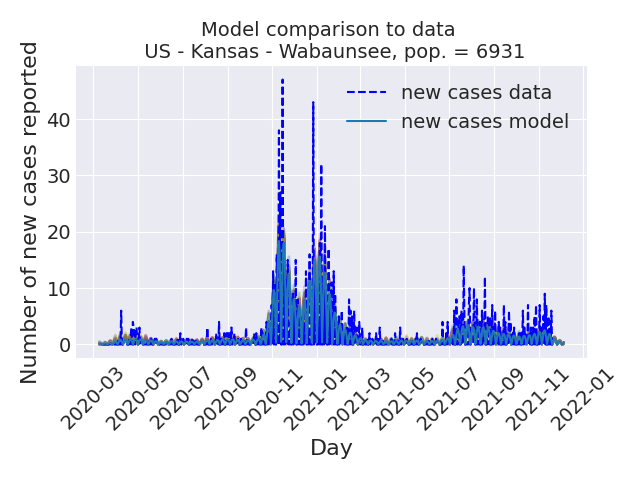 Model comparison to data
US - Kansas - Wabaunsee, pop. = 6931
Number of new cases reported
new cases data
new cases model
40
30
20
10
0
2020-03
2020-05
2020-07
2020-09
2020-11
2021-01
2021-03
2021-05
2021-07
2021-09
2021-11
2022-01
Day